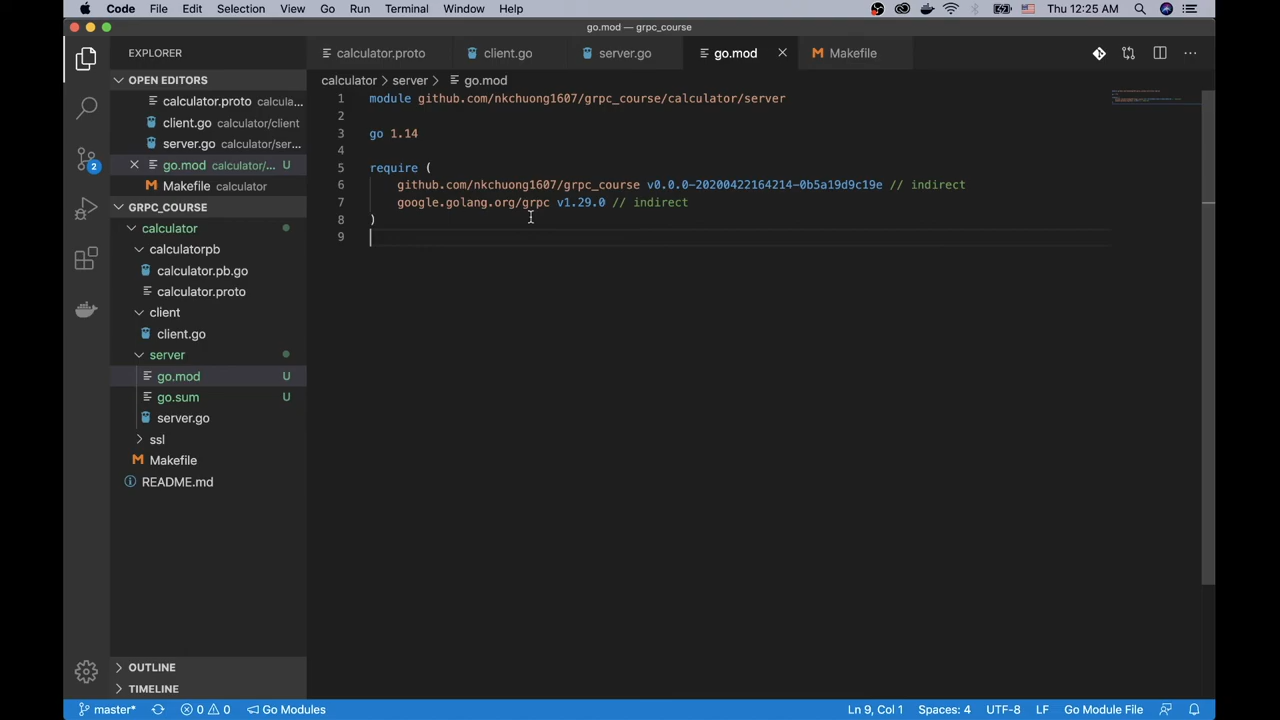 Code File Edit Selection View Go Run Terminal Window Help Thu 12:25 AM
go.mod — grpc_course
EXPLORER
calculator.proto client.go server.go go.mod Makefile
OPEN EDITORS
calculator > server > go.mod
calculator.proto calcula...
client.go calculator/client
server.go calculator/ser...
go.mod calculator/... U
Makefile calculator
GRPC_COURSE
calculator
calculatorpb
calculator.pb.go
calculator.proto
client
client.go
server
go.mod U
go.sum U
server.go
ssl
Makefile
README.md
OUTLINE
TIMELINE
1 module github.com/nkchuong1607/grpc_course/calculator/server
2
3 go 1.14
4
5 require (
6 github.com/nkchuong1607/grpc_course v0.0.0-20200422164214-0b5a19d9c19e // indirect
7 google.golang.org/grpc v1.29.0 // indirect
8 )
9
2
master* 0 0 Go Modules Ln 9, Col 1 Spaces: 4 UTF-8 LF Go Module File